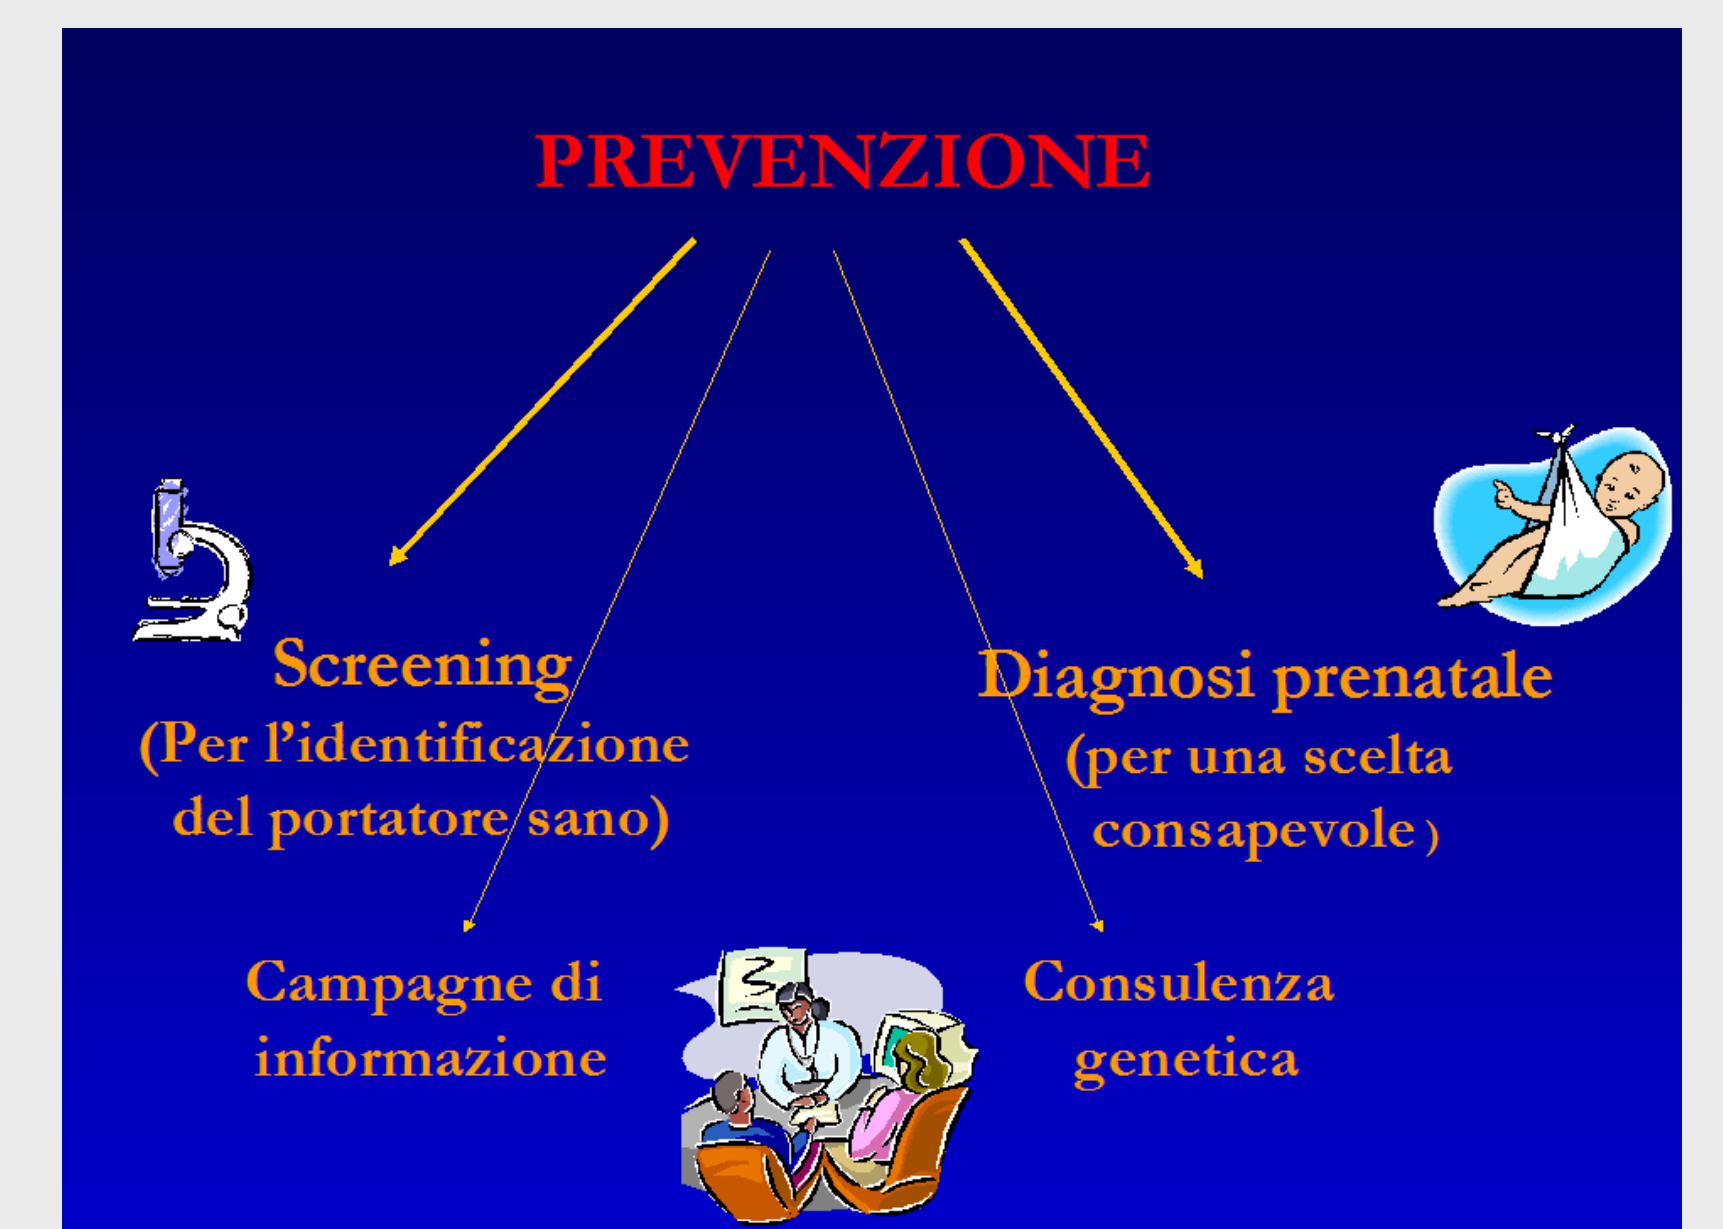 PREVENZIONE
Screening
(Per l’identificazione
del portatore sano)
Diagnosi prenatale
(per una scelta
consapevole )
Campagne di
informazione
Consulenza
genetica